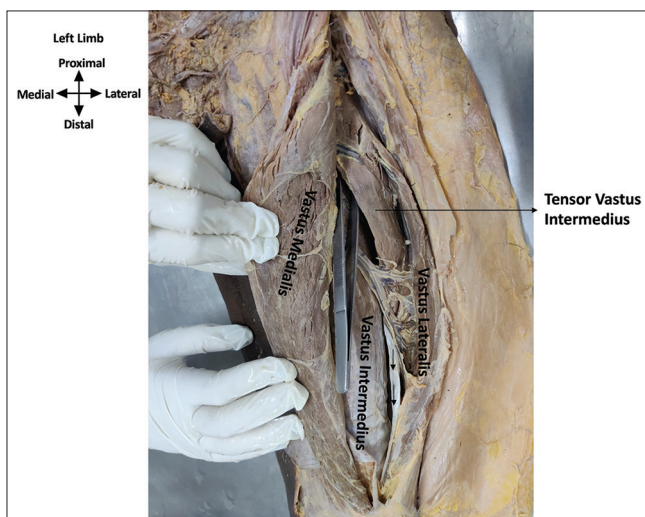 Left Limb
Proximal
Medial
Lateral
Distal
Vastus Medialis
Tensor Vastus
Intermedius
Vastus Lateralis
Vastus Intermedius